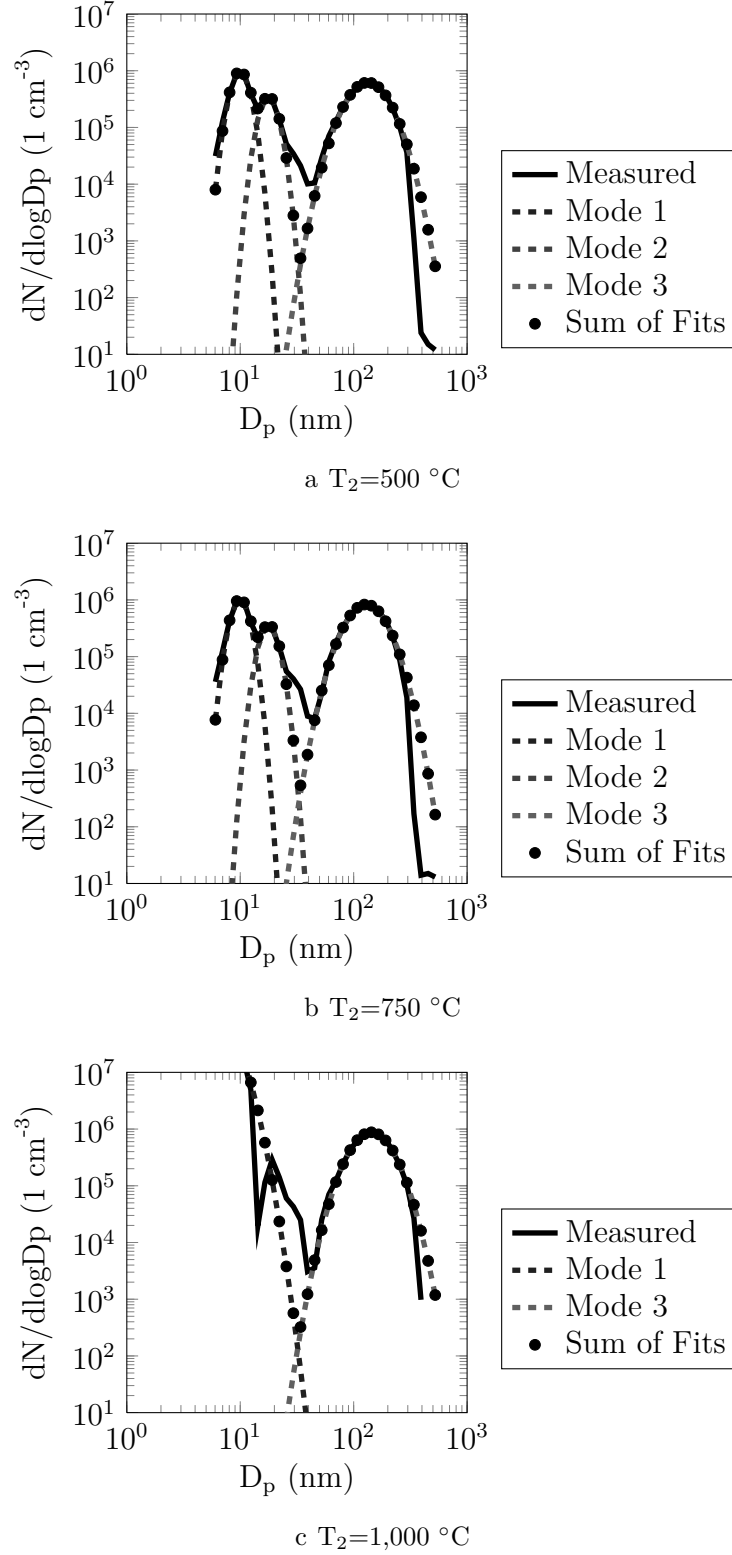 10^7
10^6
10^5
10^4
10^3
10^2
10^1
10^0 10^1 10^2 10^3
dN/dlogDp (1 cm^-3)
D_p (nm)
Measured
Mode 1
Mode 2
Mode 3
Sum of Fits
a T_2=500 °C
10^7
10^6
10^5
10^4
10^3
10^2
10^1
10^0 10^1 10^2 10^3
dN/dlogDp (1 cm^-3)
D_p (nm)
Measured
Mode 1
Mode 2
Mode 3
Sum of Fits
b T_2=750 °C
10^7
10^6
10^5
10^4
10^3
10^2
10^1
10^0 10^1 10^2 10^3
dN/dlogDp (1 cm^-3)
D_p (nm)
Measured
Mode 1
Mode 3
Sum of Fits
c T_2=1,000 °C